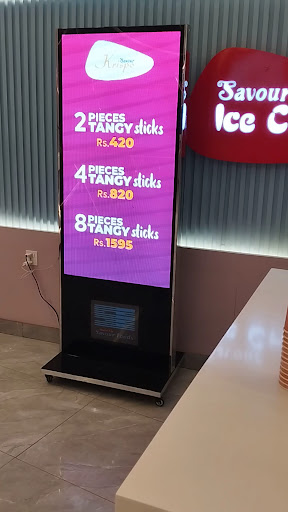 Savour
2 PIECES
TANGY sticks
Rs.420
4 PIECES
TANGY sticks
Rs.820
8 PIECES
TANGY sticks
Rs.1595
Savour
Ice C